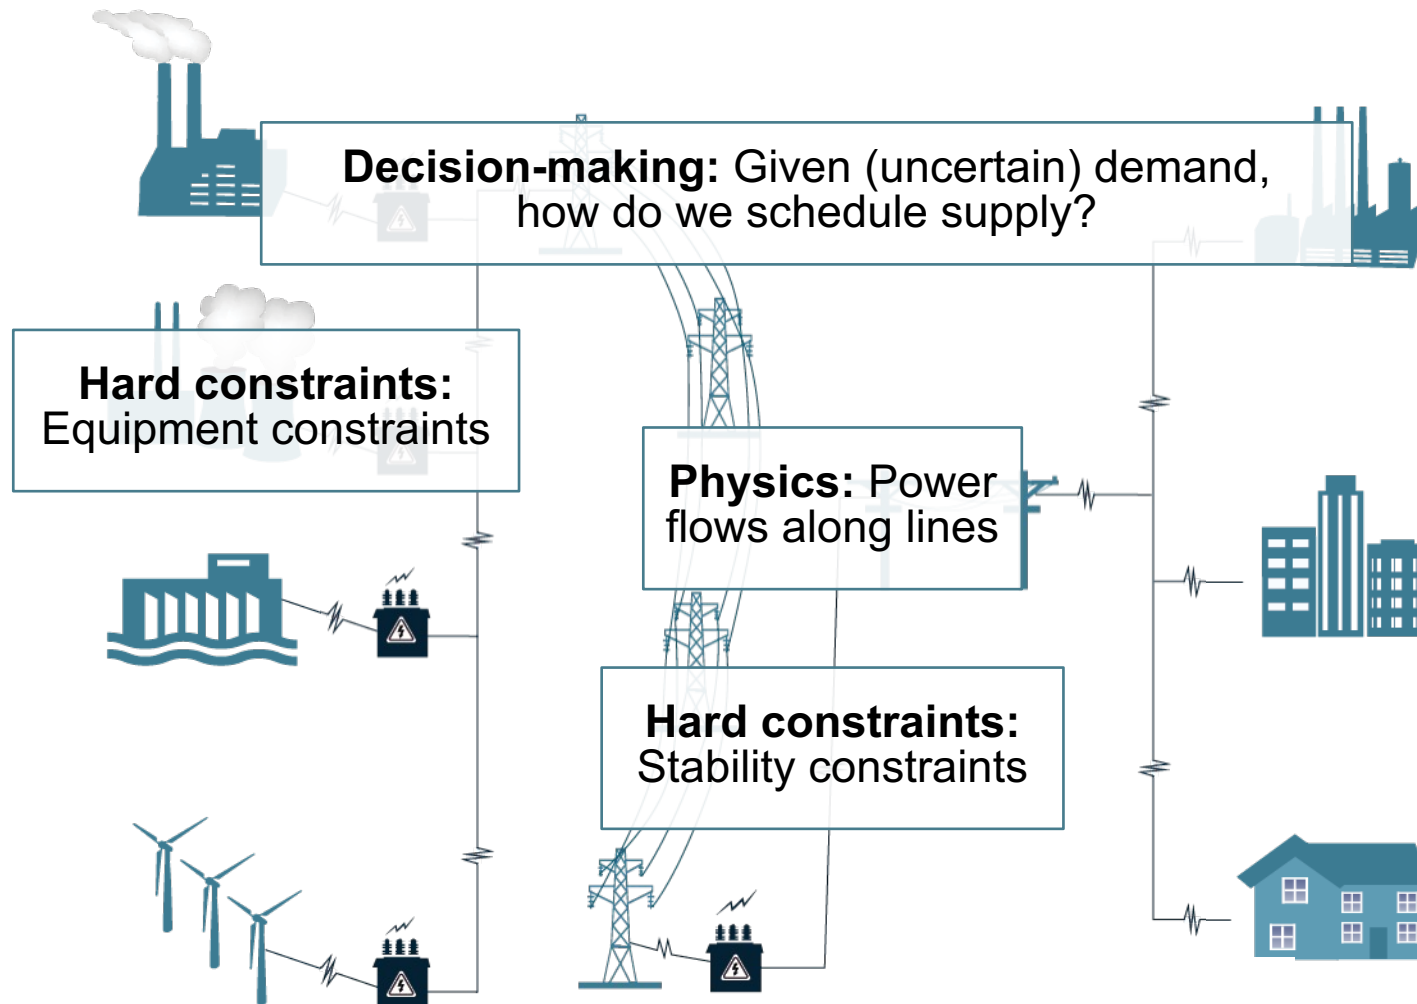 Decision-making: Given (uncertain) demand,
how do we schedule supply?
Hard constraints:
Equipment constraints
Physics: Power
flows along lines
Hard constraints:
Stability constraints